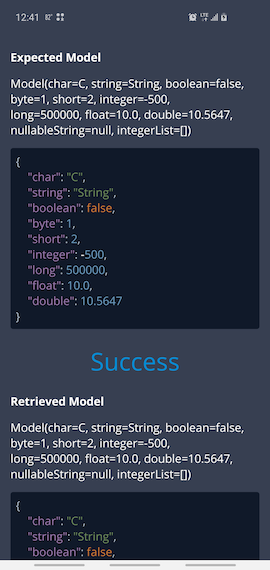 12:41 82°
LTE
Expected Model
Model(char=C, string=String, boolean=false,
byte=1, short=2, integer=-500,
long=500000, float=10.0, double=10.5647,
nullableString=null, integerList=[])
{
"char": "C",
"string": "String",
"boolean": false,
"byte": 1,
"short": 2,
"integer": -500,
"long": 500000,
"float": 10.0,
"double": 10.5647
}
Success
Retrieved Model
Model(char=C, string=String, boolean=false,
byte=1, short=2, integer=-500,
long=500000, float=10.0, double=10.5647,
nullableString=null, integerList=[])
{
"char": "C",
"string": "String",
"boolean": false,